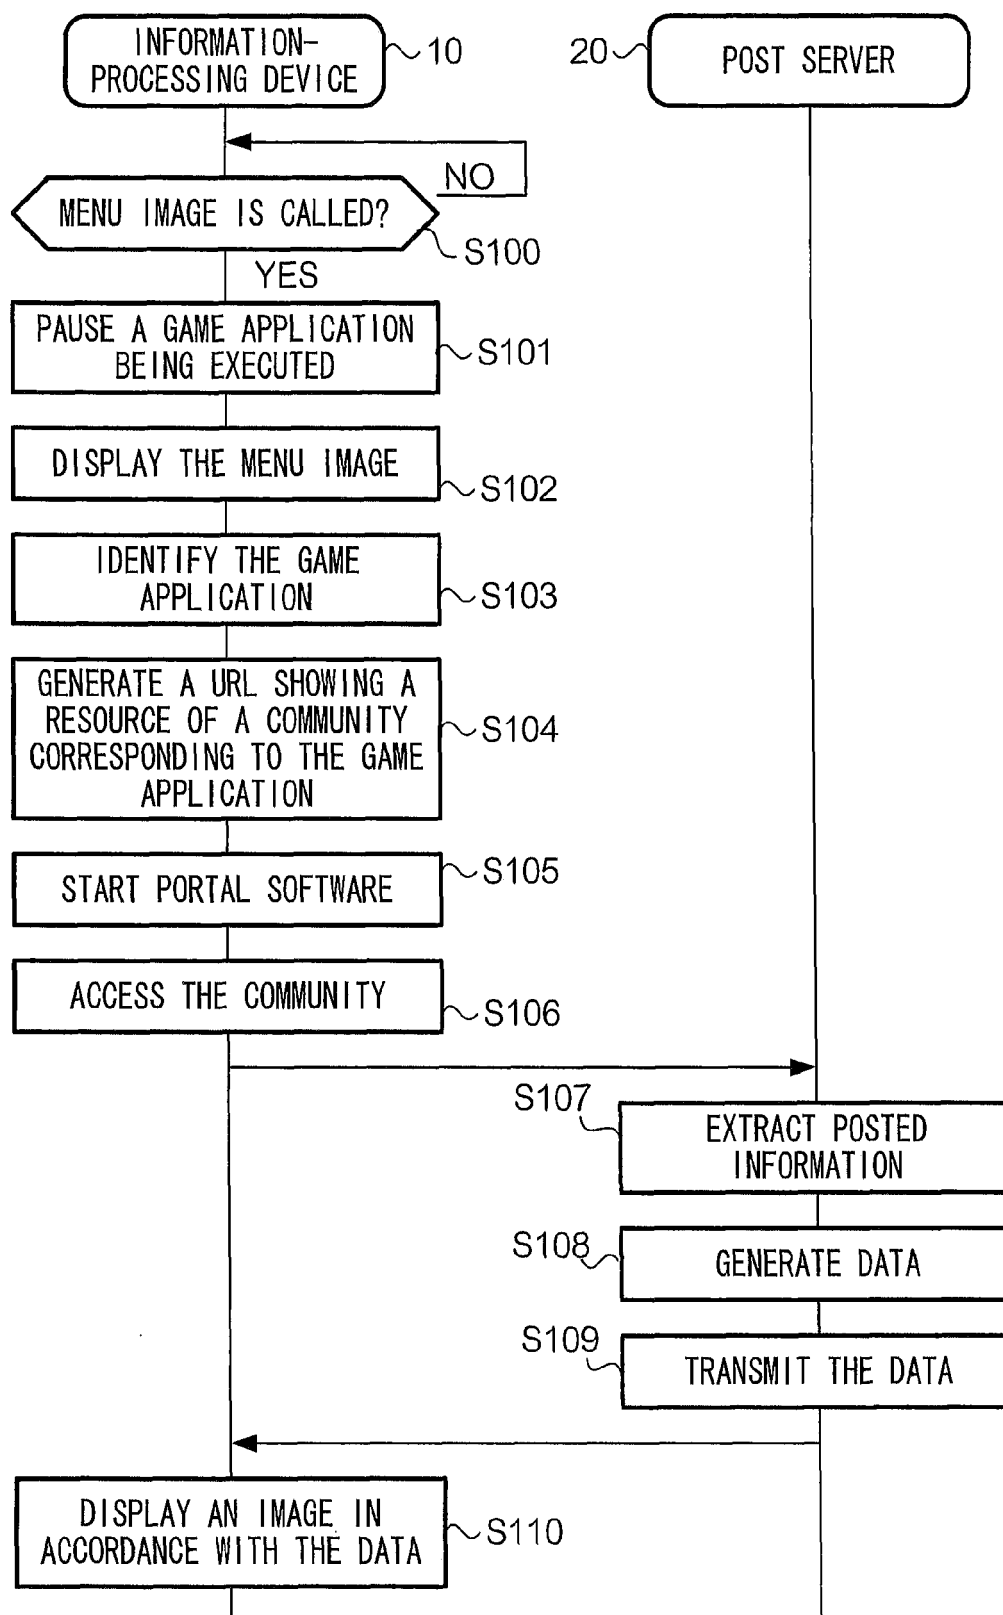 INFORMATION-
PROCESSING DEVICE
10
20
POST SERVER
NO
MENU IMAGE IS CALLED?
S100
YES
PAUSE A GAME APPLICATION
BEING EXECUTED
S101
DISPLAY THE MENU IMAGE
S102
IDENTIFY THE GAME
APPLICATION
S103
GENERATE A URL SHOWING A
RESOURCE OF A COMMUNITY
CORRESPONDING TO THE GAME
APPLICATION
S104
START PORTAL SOFTWARE
S105
ACCESS THE COMMUNITY
S106
S107
EXTRACT POSTED
INFORMATION
S108
GENERATE DATA
S109
TRANSMIT THE DATA
DISPLAY AN IMAGE IN
ACCORDANCE WITH THE DATA
S110